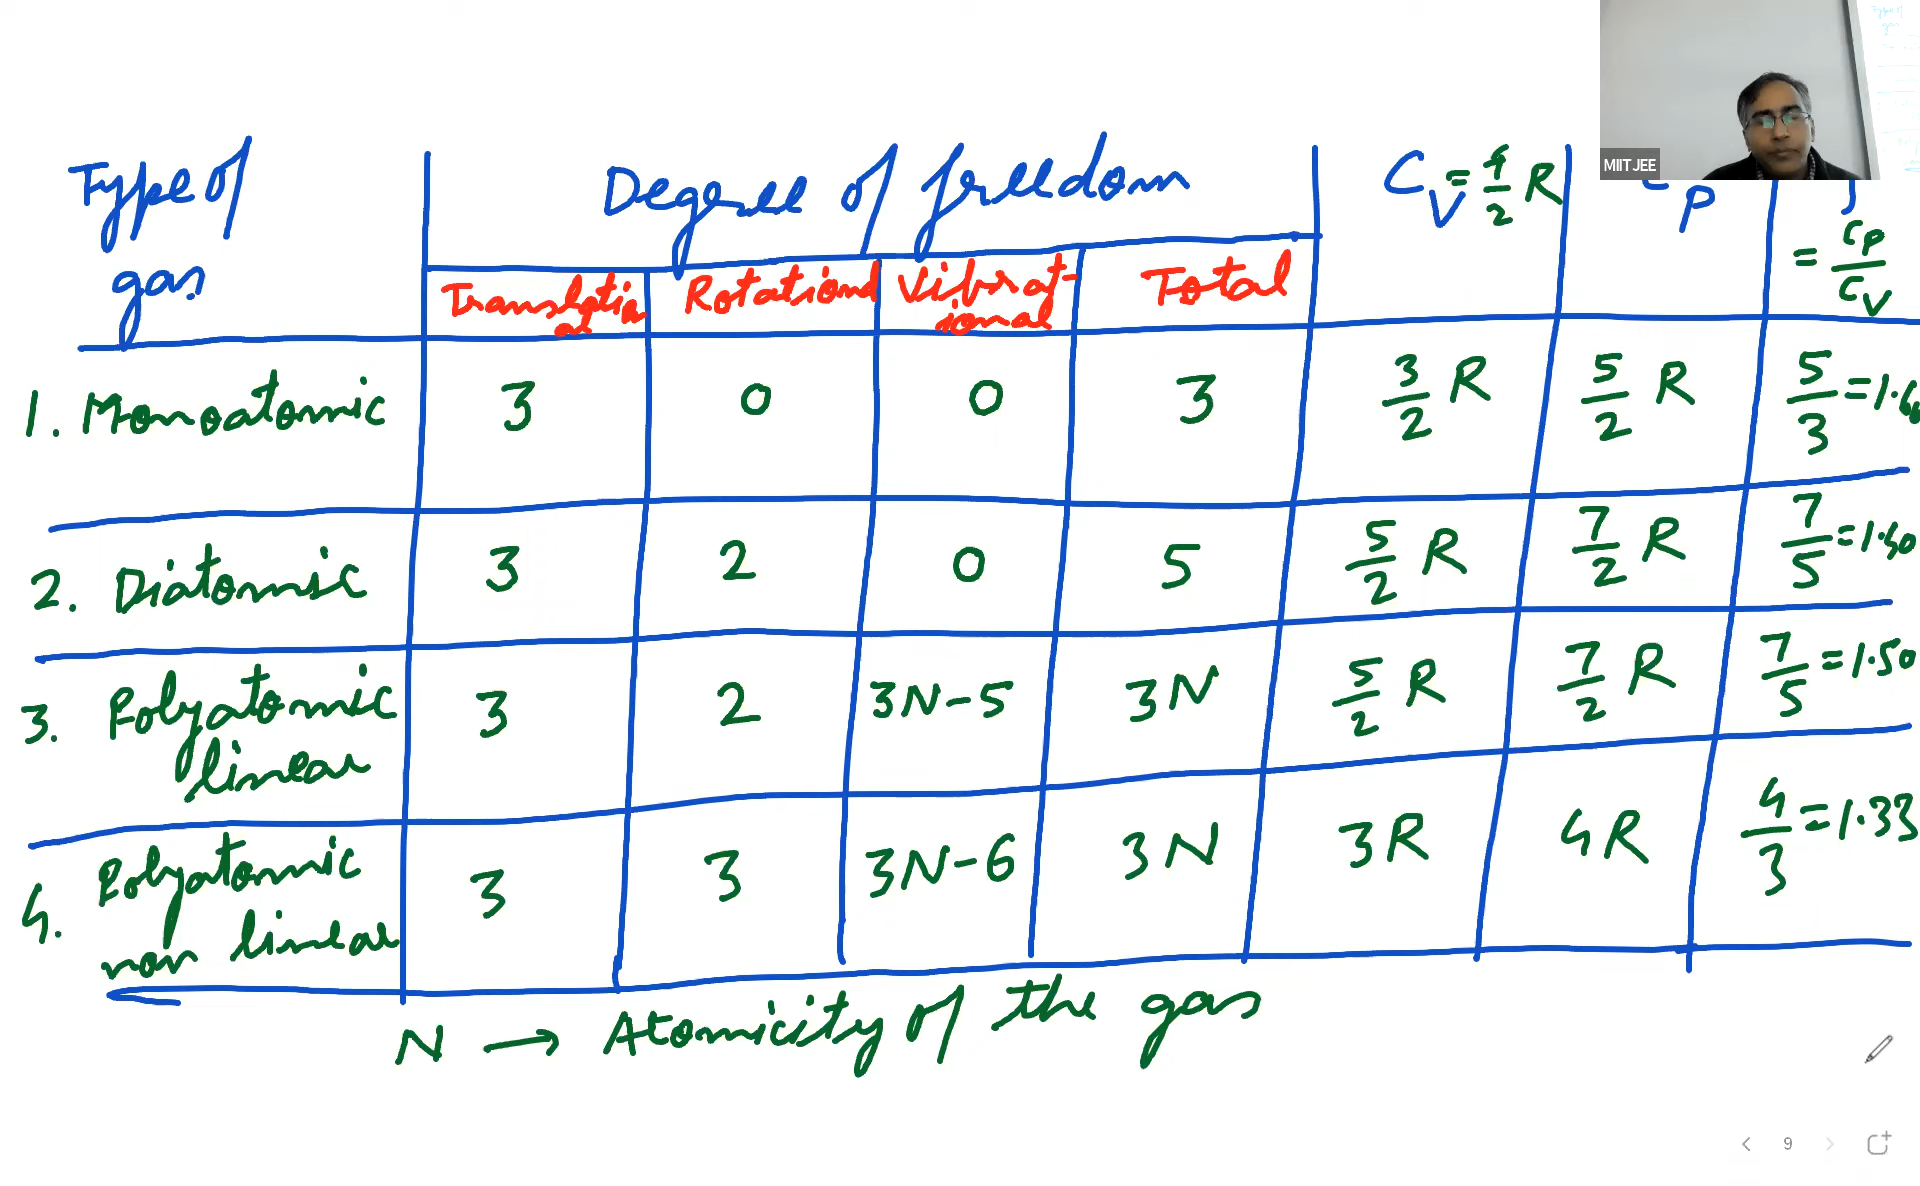 MIIT JEE
Type of gas
Degree of freedom
C_V = f/2 R
C_P
γ = C_P/C_V
Translational
Rotational
Vibrational
Total
1. Monoatomic 3 0 0 3 3/2 R 5/2 R 5/3 = 1.6
2. Diatomic 3 2 0 5 5/2 R 7/2 R 7/5 = 1.40
3. Polyatomic linear 3 2 3N-5 3N 5/2 R 7/2 R 7/5 = 1.50
4. Polyatomic non linear 3 3 3N-6 3N 3R 4R 4/3 = 1.33
N → Atomicity of the gas
9